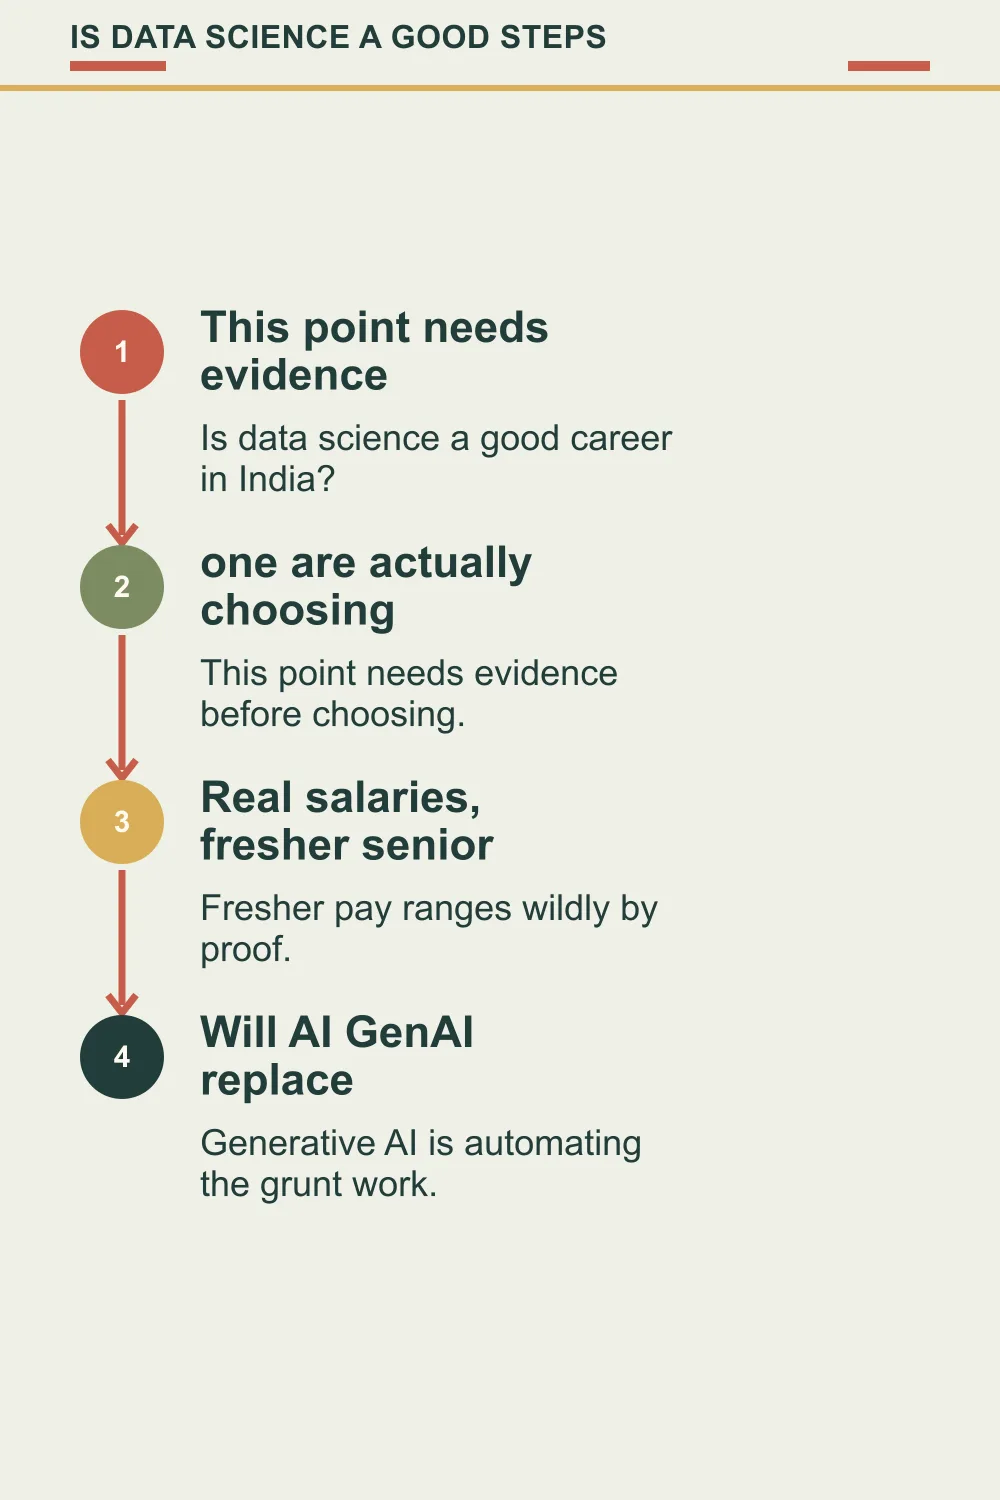 IS DATA SCIENCE A GOOD STEPS
1
This point needs
evidence
Is data science a good career
in India?
2
one are actually
choosing
This point needs evidence
before choosing.
3
Real salaries,
fresher senior
Fresher pay ranges wildly by
proof.
4
Will AI GenAI
replace
Generative AI is automating
the grunt work.